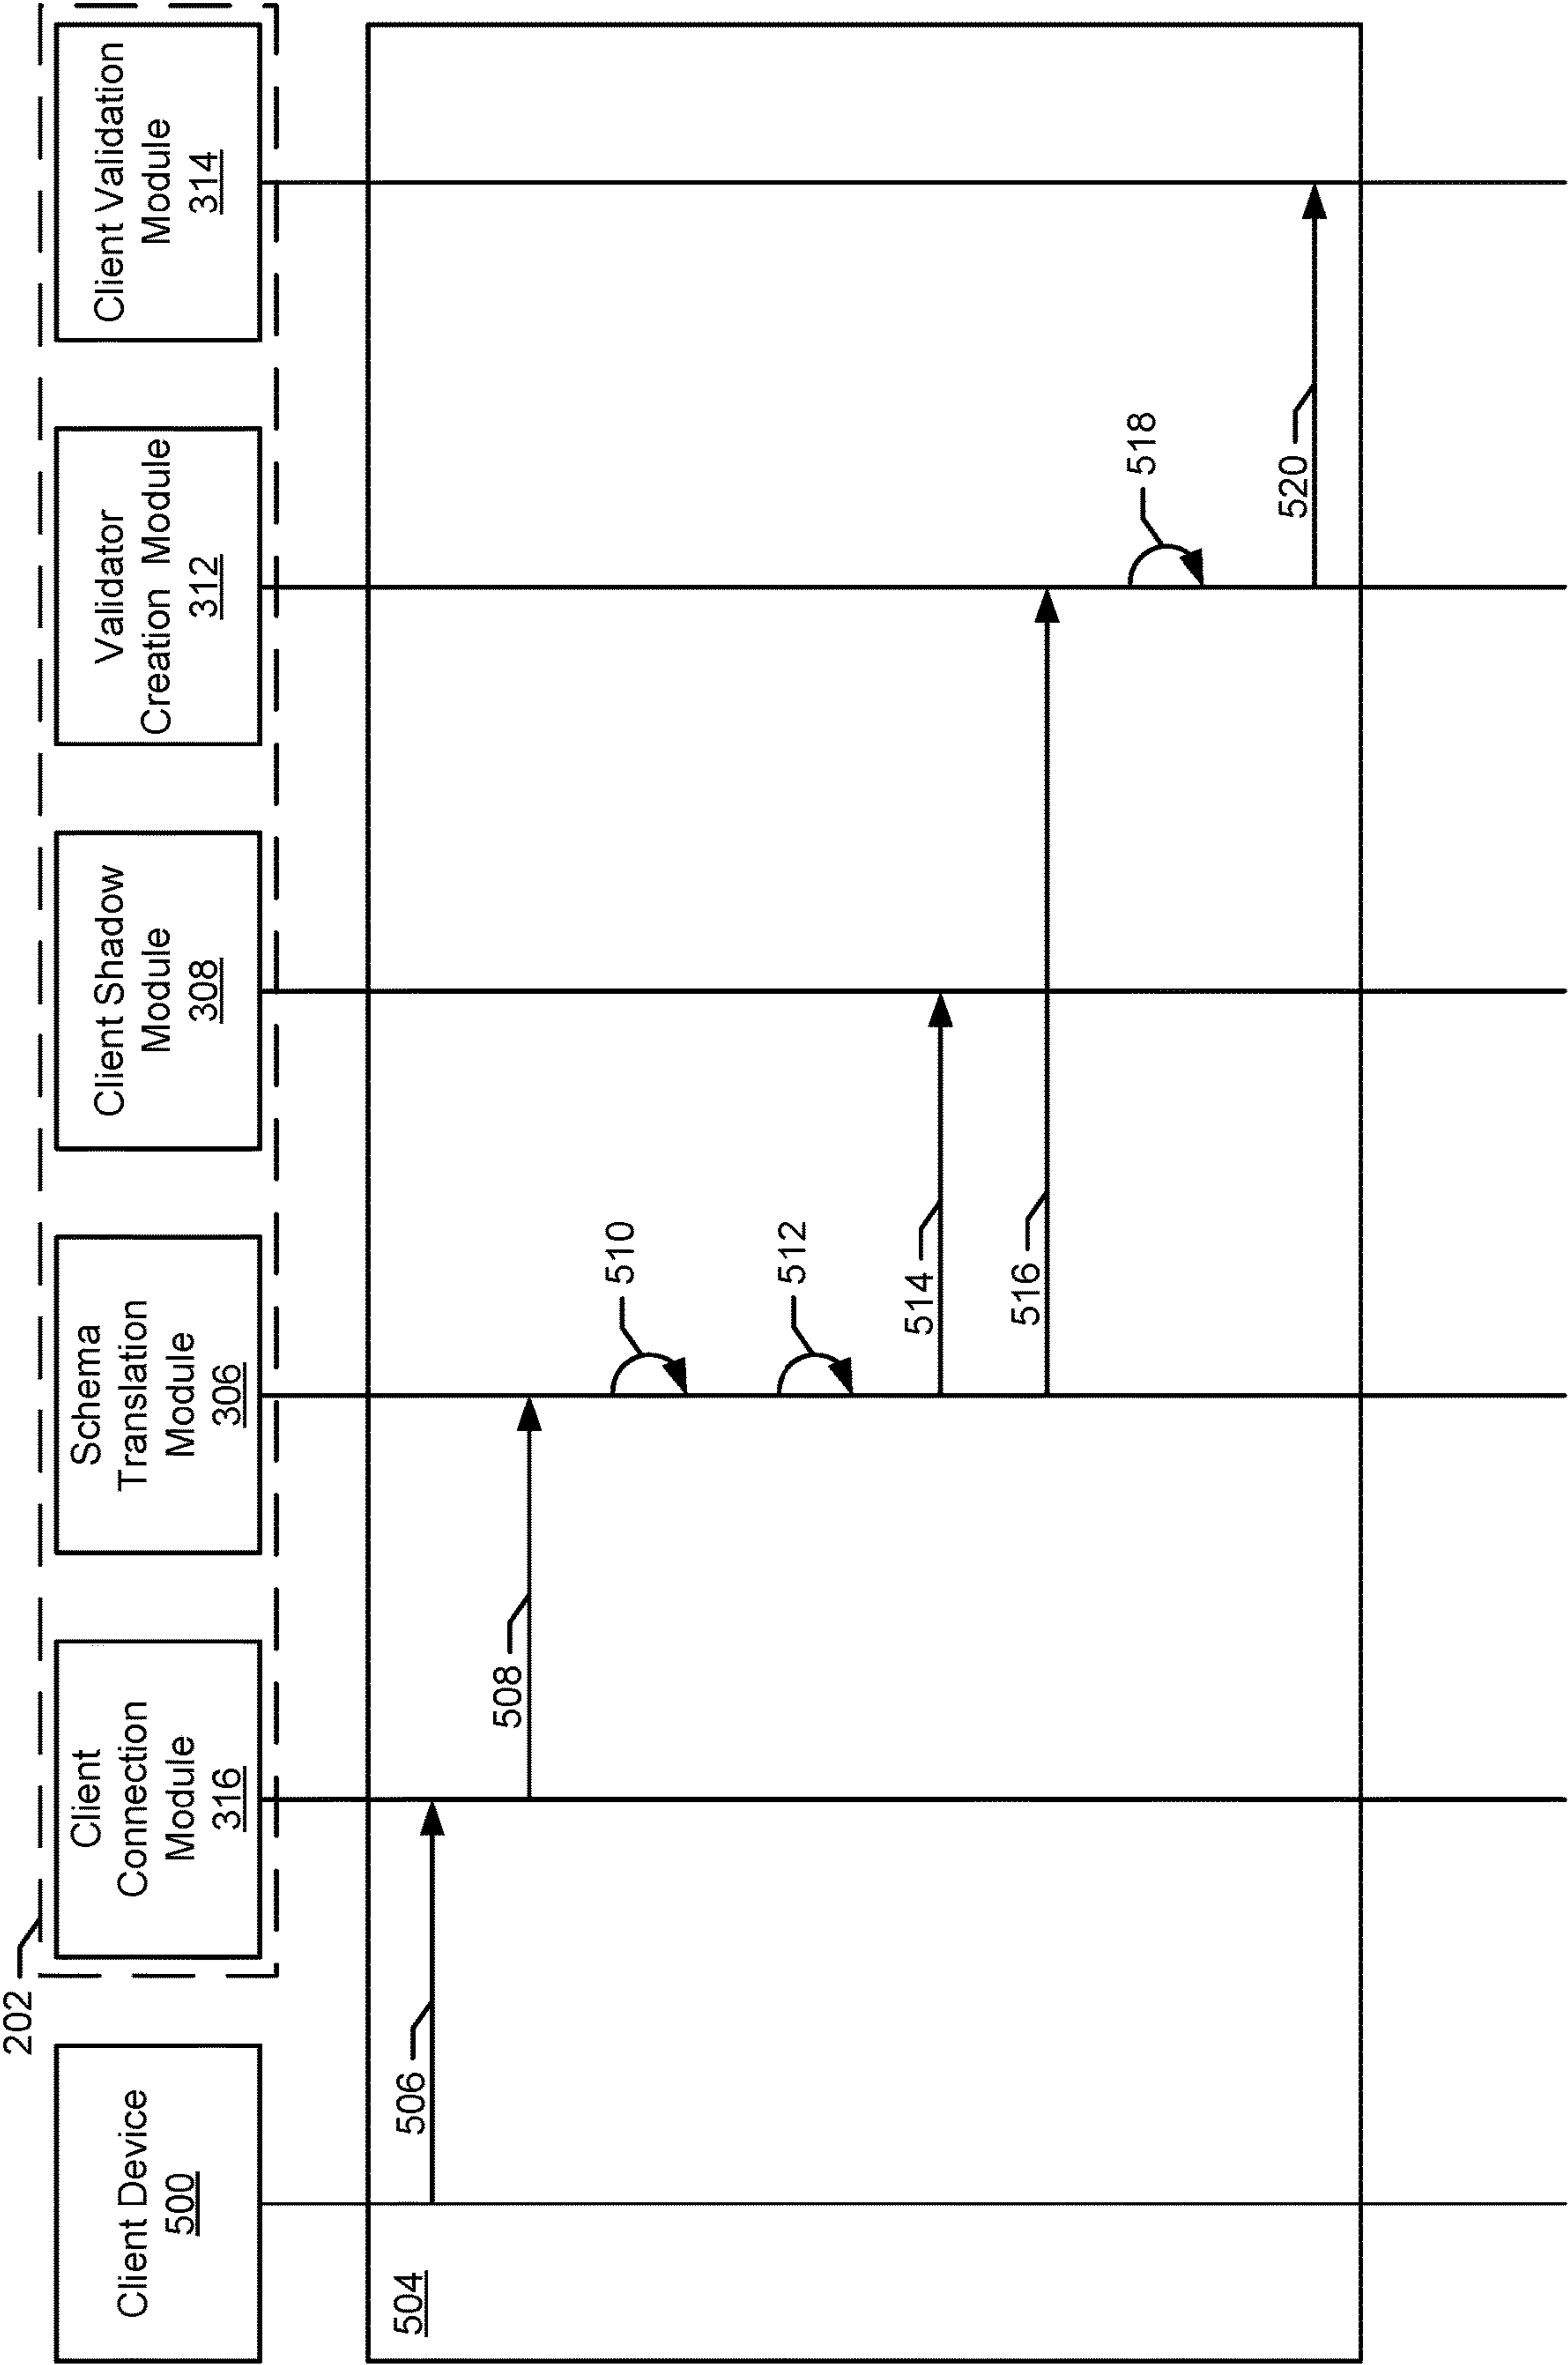 202
Client Device
500
Client
Connection
Module
316
Schema
Translation
Module
306
Client Shadow
Module
308
Validator
Creation Module
312
Client Validation
Module
314
504
506
508
510
512
514
516
518
520